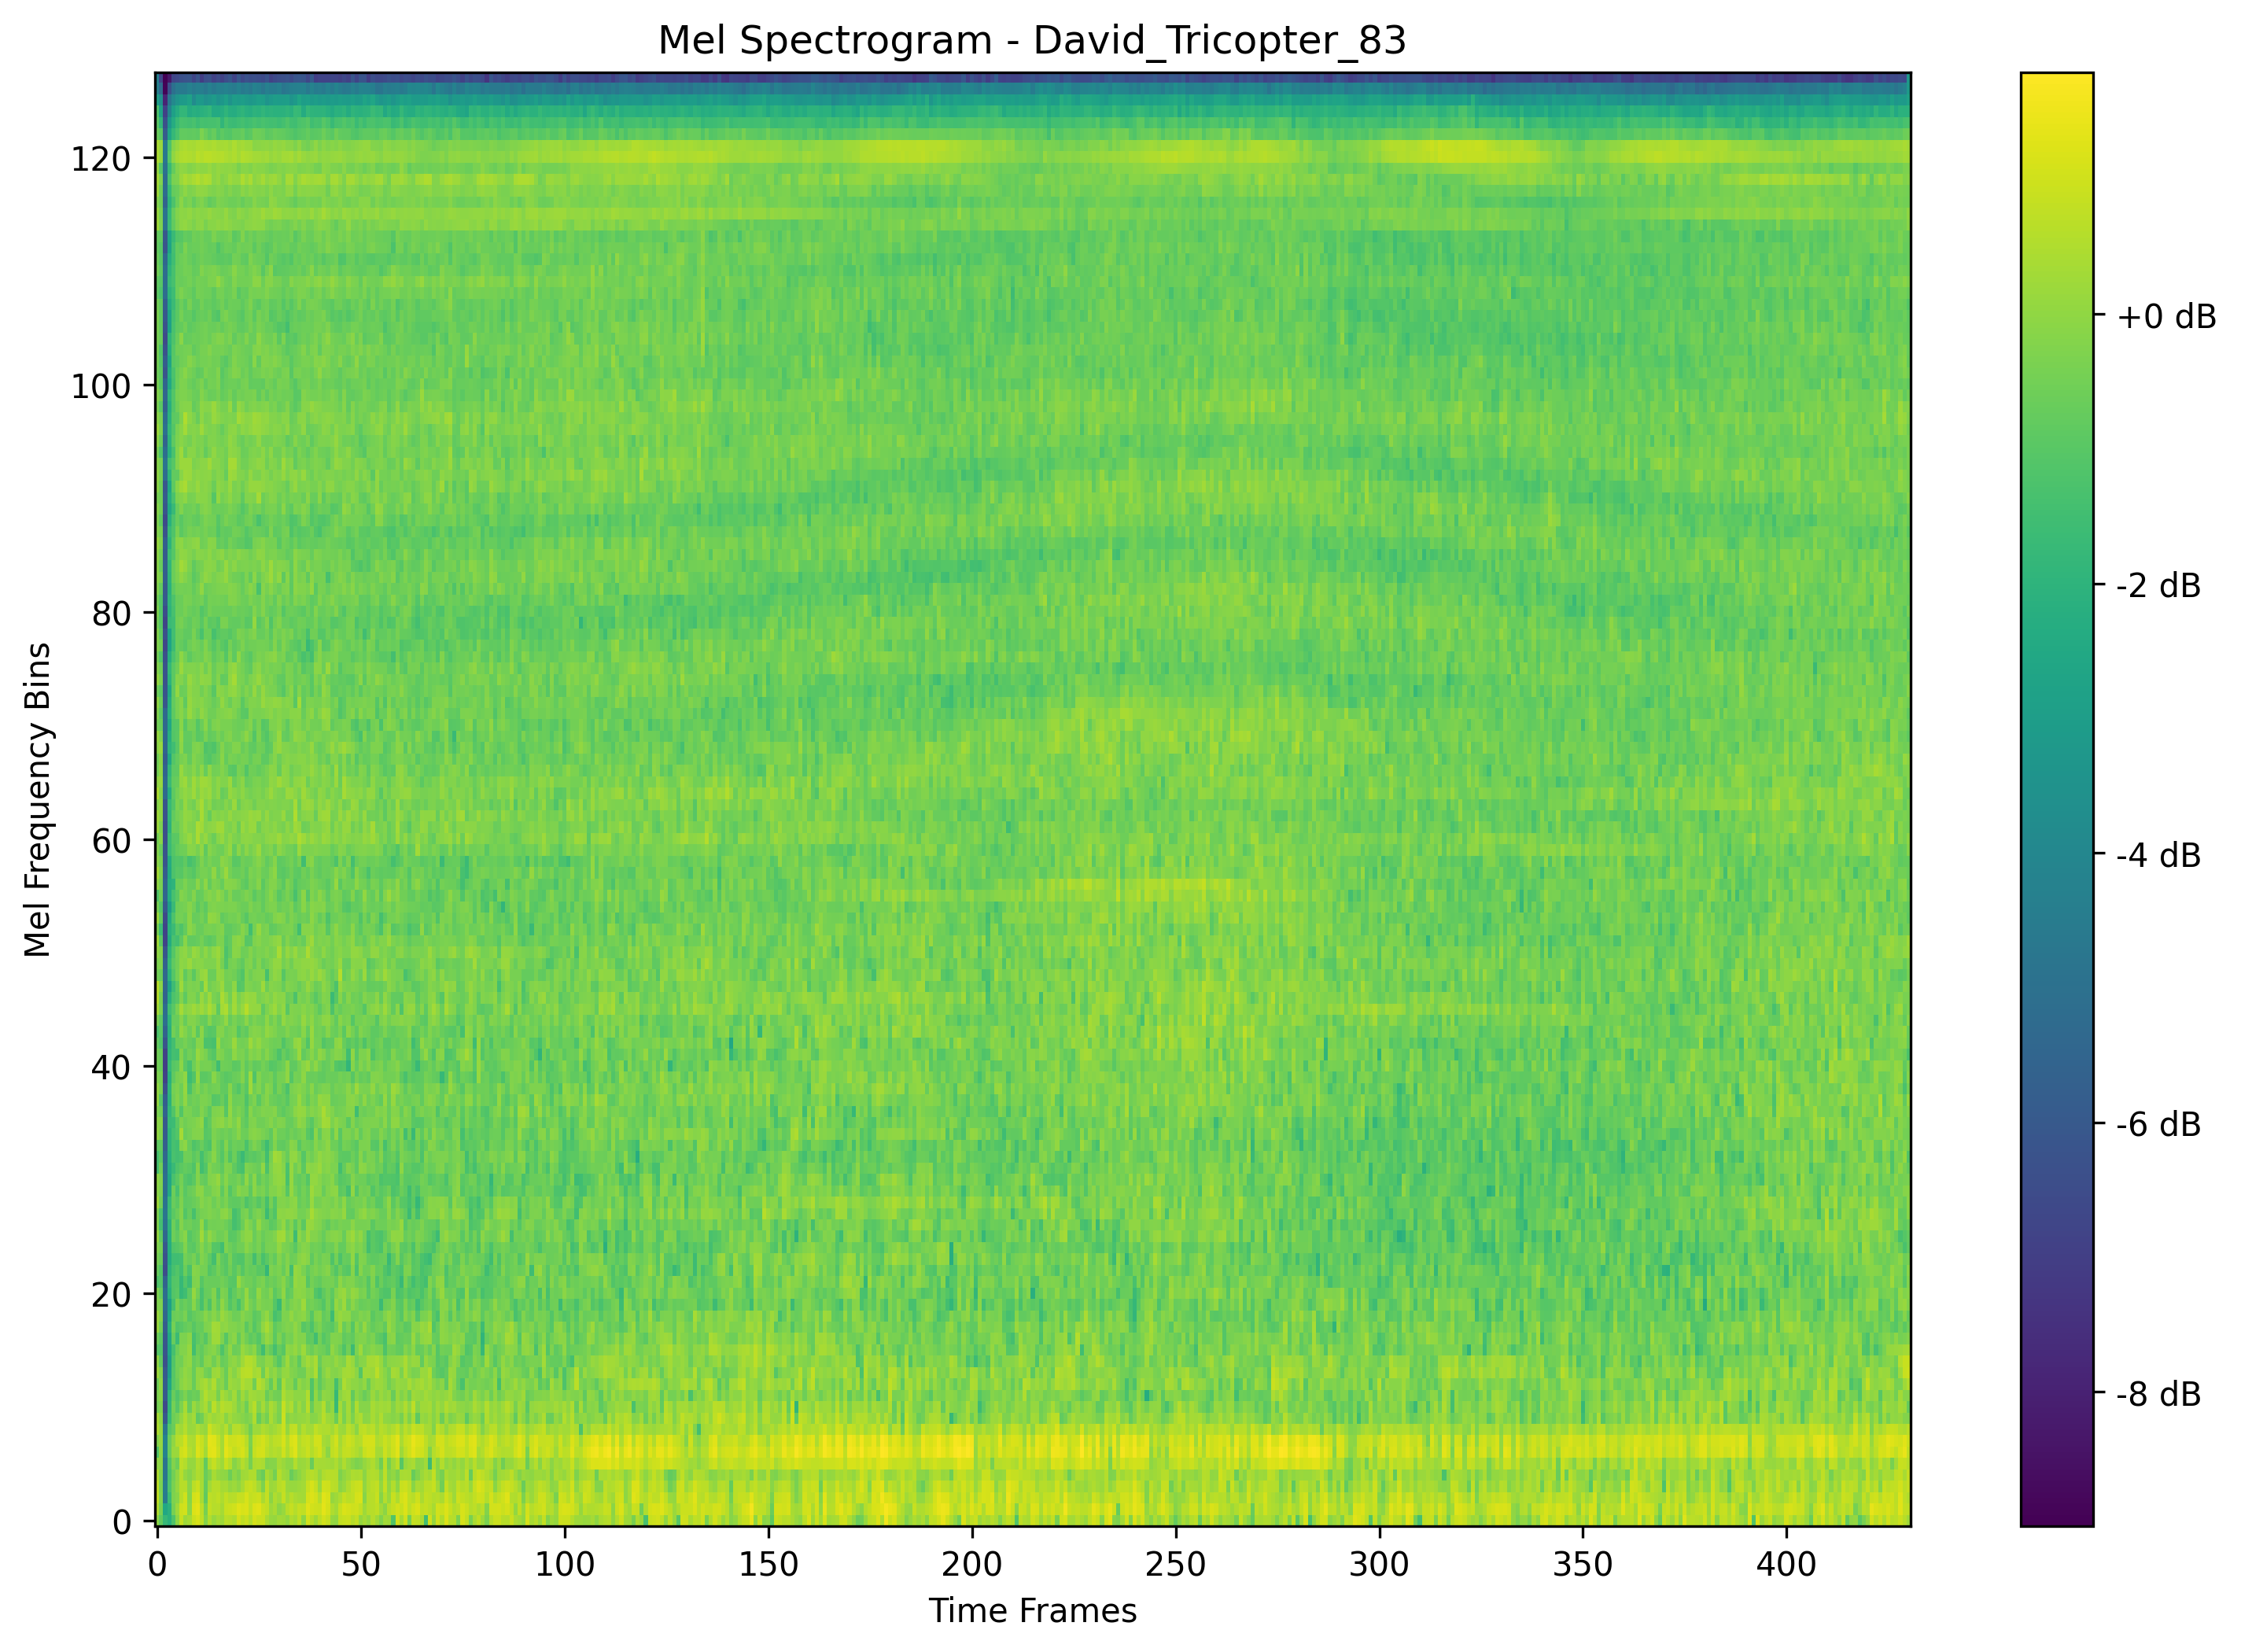 Mel Spectrogram - David_Tricopter_83
Mel Frequency Bins
120
100
80
60
40
20
0
0 50 100 150 200 250 300 350 400
Time Frames
+0 dB
-2 dB
-4 dB
-6 dB
-8 dB